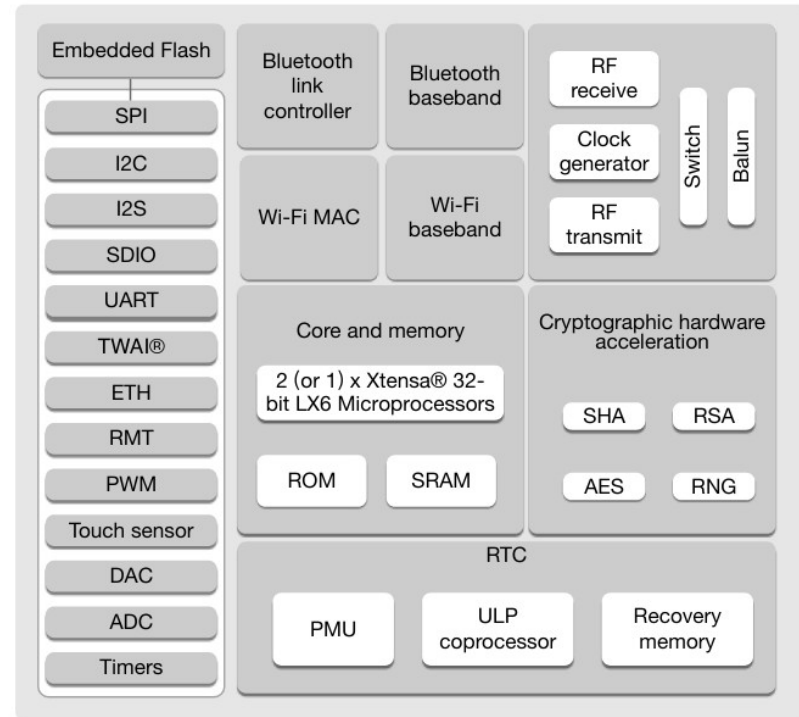 Embedded Flash
SPI
I2C
I2S
SDIO
UART
TWAI®
ETH
RMT
PWM
Touch sensor
DAC
ADC
Timers
Bluetooth
link
controller
Bluetooth
baseband
Wi-Fi MAC
Wi-Fi
baseband
RF
receive
Clock
generator
RF
transmit
Switch
Balun
Core and memory
2 (or 1) x Xtensa® 32-
bit LX6 Microprocessors
ROM
SRAM
Cryptographic hardware
acceleration
SHA
RSA
AES
RNG
RTC
PMU
ULP
coprocessor
Recovery
memory